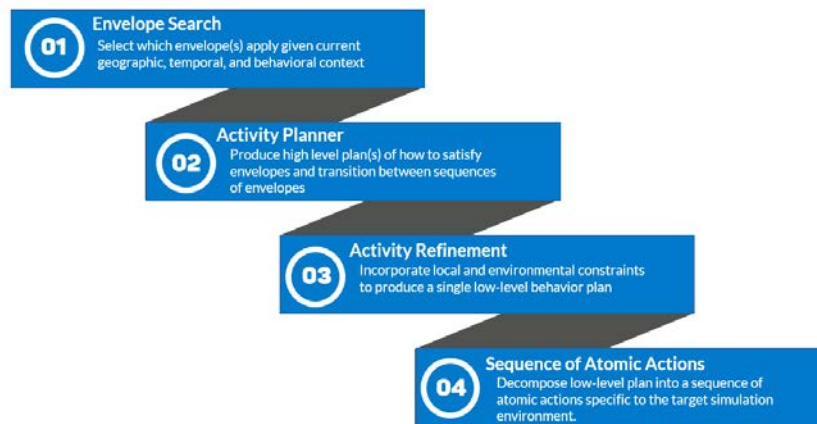 Envelope Search
01
Select which envelope(s) apply given current
geographic, temporal, and behavioral context
Activity Planner
02
Produce high level plan(s) of how to satisfy
envelopes and transition between sequences
of envelopes
Activity Refinement
03
Incorporate local and environmental constraints
to produce a single low-level behavior plan
Sequence of Atomic Actions
04
Decompose low-level plan into a sequence of
atomic actions specific to the target simulation
environment.